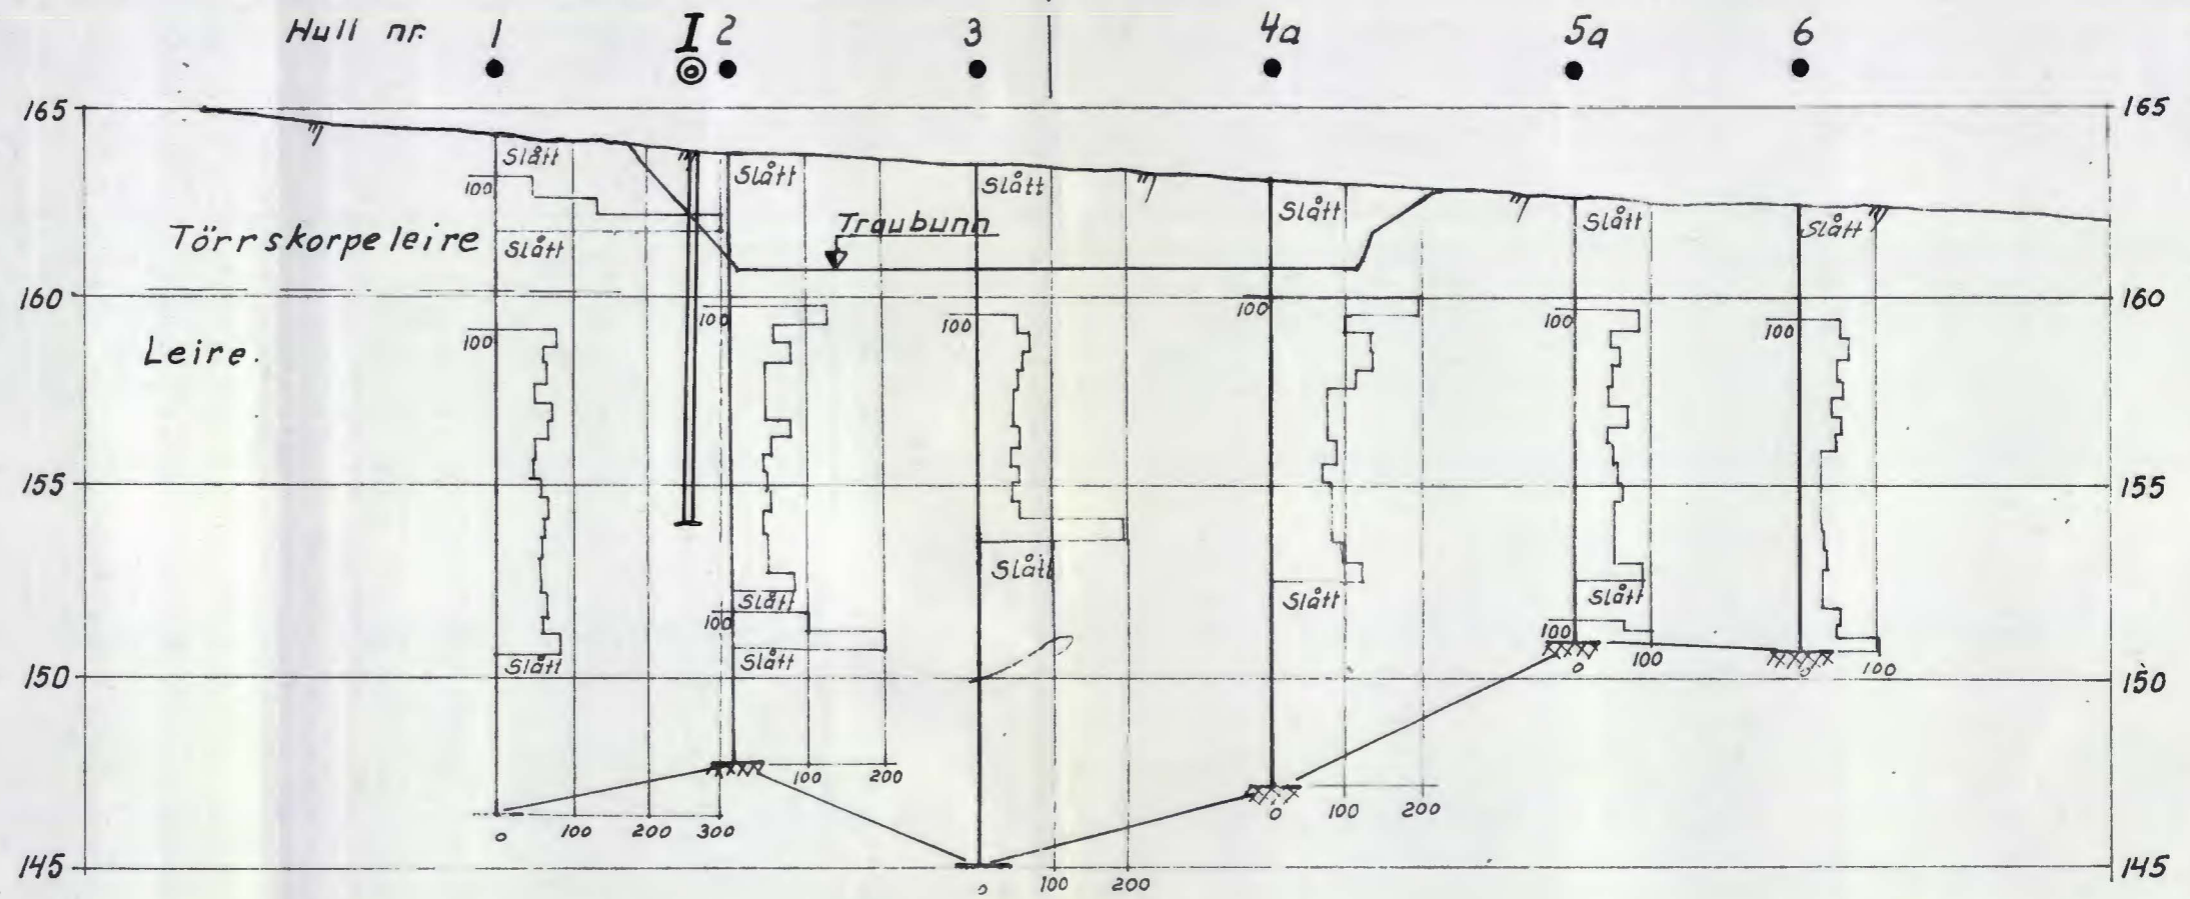 Hull nr. 1 I 2 3 4a 5a 6
165 165
Slått Slått Slått Slått Slått Slått
100
Törrskorpeleire Slått Traubunn
160 160
100 100 100 100 100 100
Leire.
155 155
Slått Slått Slått Slått
100 100
Slått Slått 0 100 0 100
150 150
100 200
0 100 200 300 0 100 200
145 145
0 100 200